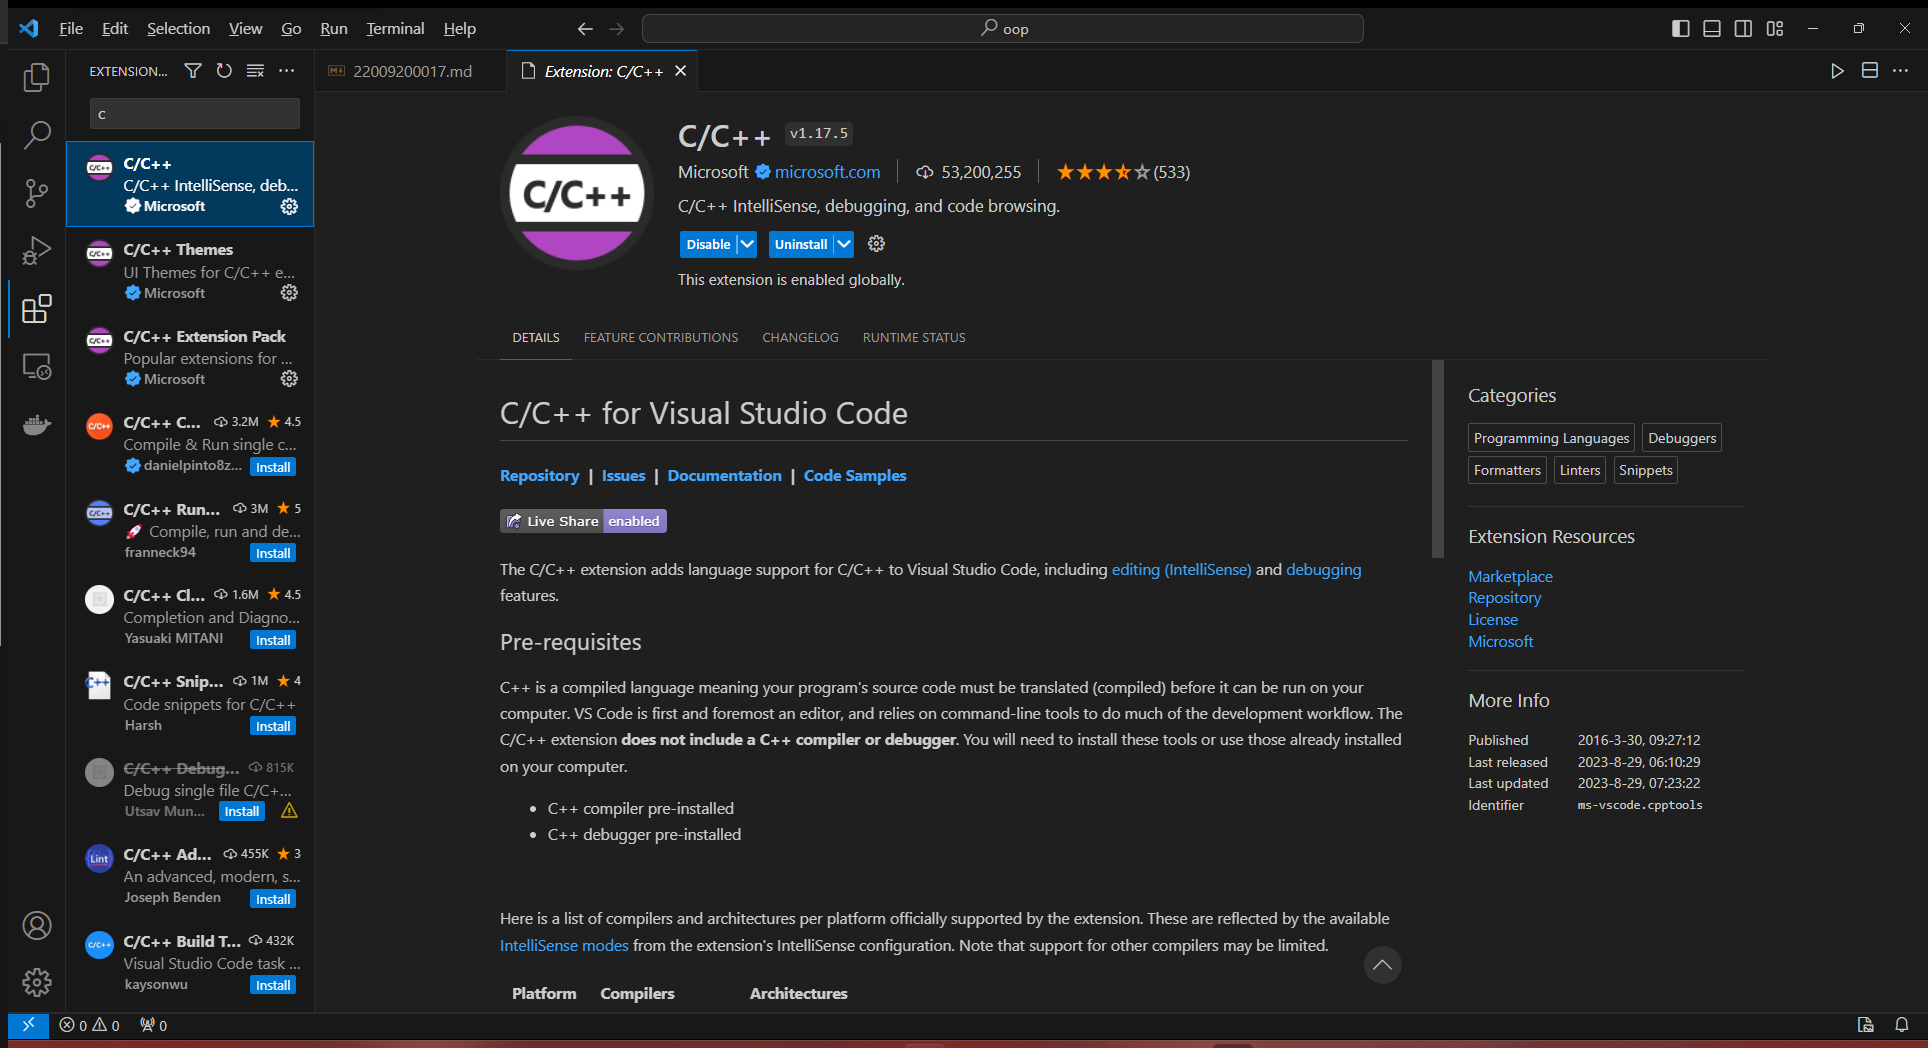 File Edit Selection View Go Run Terminal Help
oop
EXTENSION...
22009200017.md
Extension: C/C++
c
C/C++
C/C++ IntelliSense, deb...
Microsoft
C/C++ Themes
UI Themes for C/C++ e...
Microsoft
C/C++ Extension Pack
Popular extensions for ...
Microsoft
C/C++ C... 3.2M 4.5
Compile & Run single c...
danielpinto8z... Install
C/C++ Run... 3M 5
🚀 Compile, run and de...
franneck94 Install
C/C++ Cl... 1.6M 4.5
Completion and Diagno...
Yasuaki MITANI Install
C/C++ Snip... 1M 4
Code snippets for C/C++
Harsh Install
C/C++ Debug... 815K
Debug single file C/C+...
Utsav Mun... Install
Lint
C/C++ Ad... 455K 3
An advanced, modern, s...
Joseph Benden Install
C/C++ Build T... 432K
Visual Studio Code task ...
kaysonwu Install
C/C++
C/C++ v1.17.5
Microsoft microsoft.com 53,200,255 (533)
C/C++ IntelliSense, debugging, and code browsing.
Disable Uninstall
This extension is enabled globally.
DETAILS FEATURE CONTRIBUTIONS CHANGELOG RUNTIME STATUS
C/C++ for Visual Studio Code
Repository | Issues | Documentation | Code Samples
Live Share enabled
The C/C++ extension adds language support for C/C++ to Visual Studio Code, including editing (IntelliSense) and debugging
features.
Pre-requisites
C++ is a compiled language meaning your program's source code must be translated (compiled) before it can be run on your
computer. VS Code is first and foremost an editor, and relies on command-line tools to do much of the development workflow. The
C/C++ extension does not include a C++ compiler or debugger. You will need to install these tools or use those already installed
on your computer.
• C++ compiler pre-installed
• C++ debugger pre-installed
Here is a list of compilers and architectures per platform officially supported by the extension. These are reflected by the available
IntelliSense modes from the extension's IntelliSense configuration. Note that support for other compilers may be limited.
Platform Compilers Architectures
Categories
Programming Languages Debuggers
Formatters Linters Snippets
Extension Resources
Marketplace
Repository
License
Microsoft
More Info
Published 2016-3-30, 09:27:12
Last released 2023-8-29, 06:10:29
Last updated 2023-8-29, 07:23:22
Identifier ms-vscode.cpptools
0 0 0